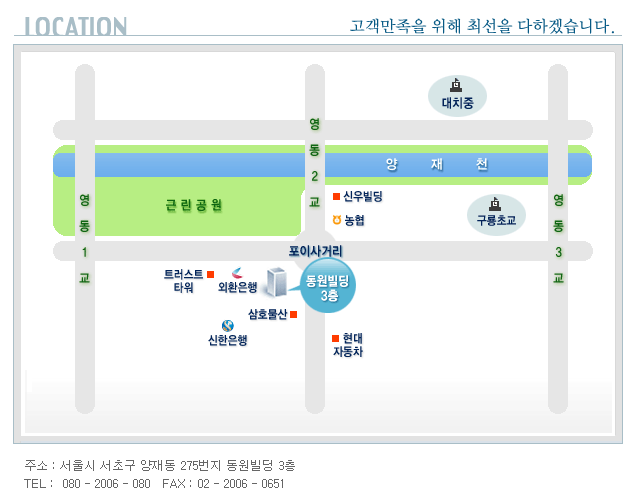 LOCATION
고객만족을 위해 최선을 다하겠습니다.
대치중
영동2교
양 재 천
근린공원
신우빌딩
농협
구룡초교
영동1교
영동3교
포이사거리
트러스트
타워
외환은행
동원빌딩
3층
삼호물산
신한은행
현대
자동차
주소 : 서울시 서초구 양재동 275번지 동원빌딩 3층
TEL : 080 - 2006 - 080 FAX : 02 - 2006 - 0651